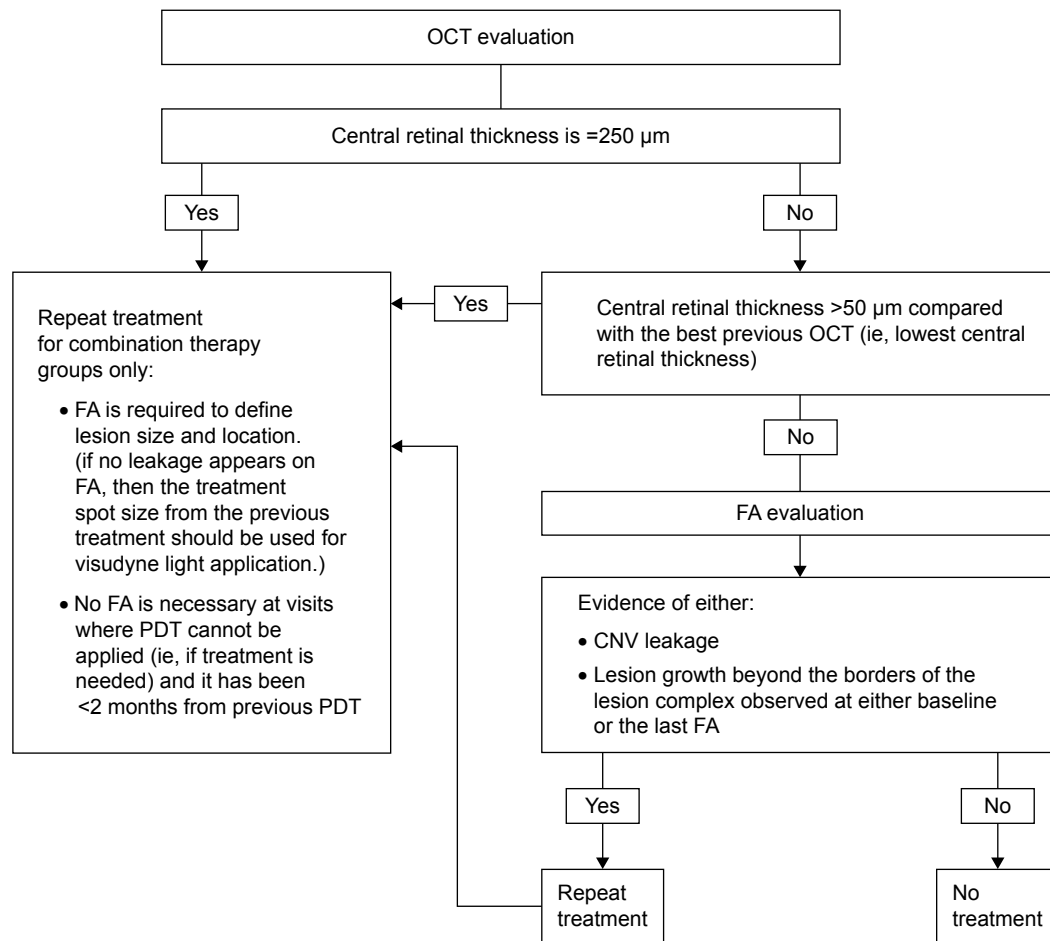 OCT evaluation
Central retinal thickness is =250 µm
Yes
No
Repeat treatment
for combination therapy
groups only:
• FA is required to define
lesion size and location.
(if no leakage appears on
FA, then the treatment
spot size from the previous
treatment should be used for
visudyne light application.)
• No FA is necessary at visits
where PDT cannot be
applied (ie, if treatment is
needed) and it has been
<2 months from previous PDT
Yes
Central retinal thickness >50 µm compared
with the best previous OCT (ie, lowest central
retinal thickness)
No
FA evaluation
Evidence of either:
• CNV leakage
• Lesion growth beyond the borders of the
lesion complex observed at either baseline
or the last FA
Yes
No
Repeat
treatment
No
treatment